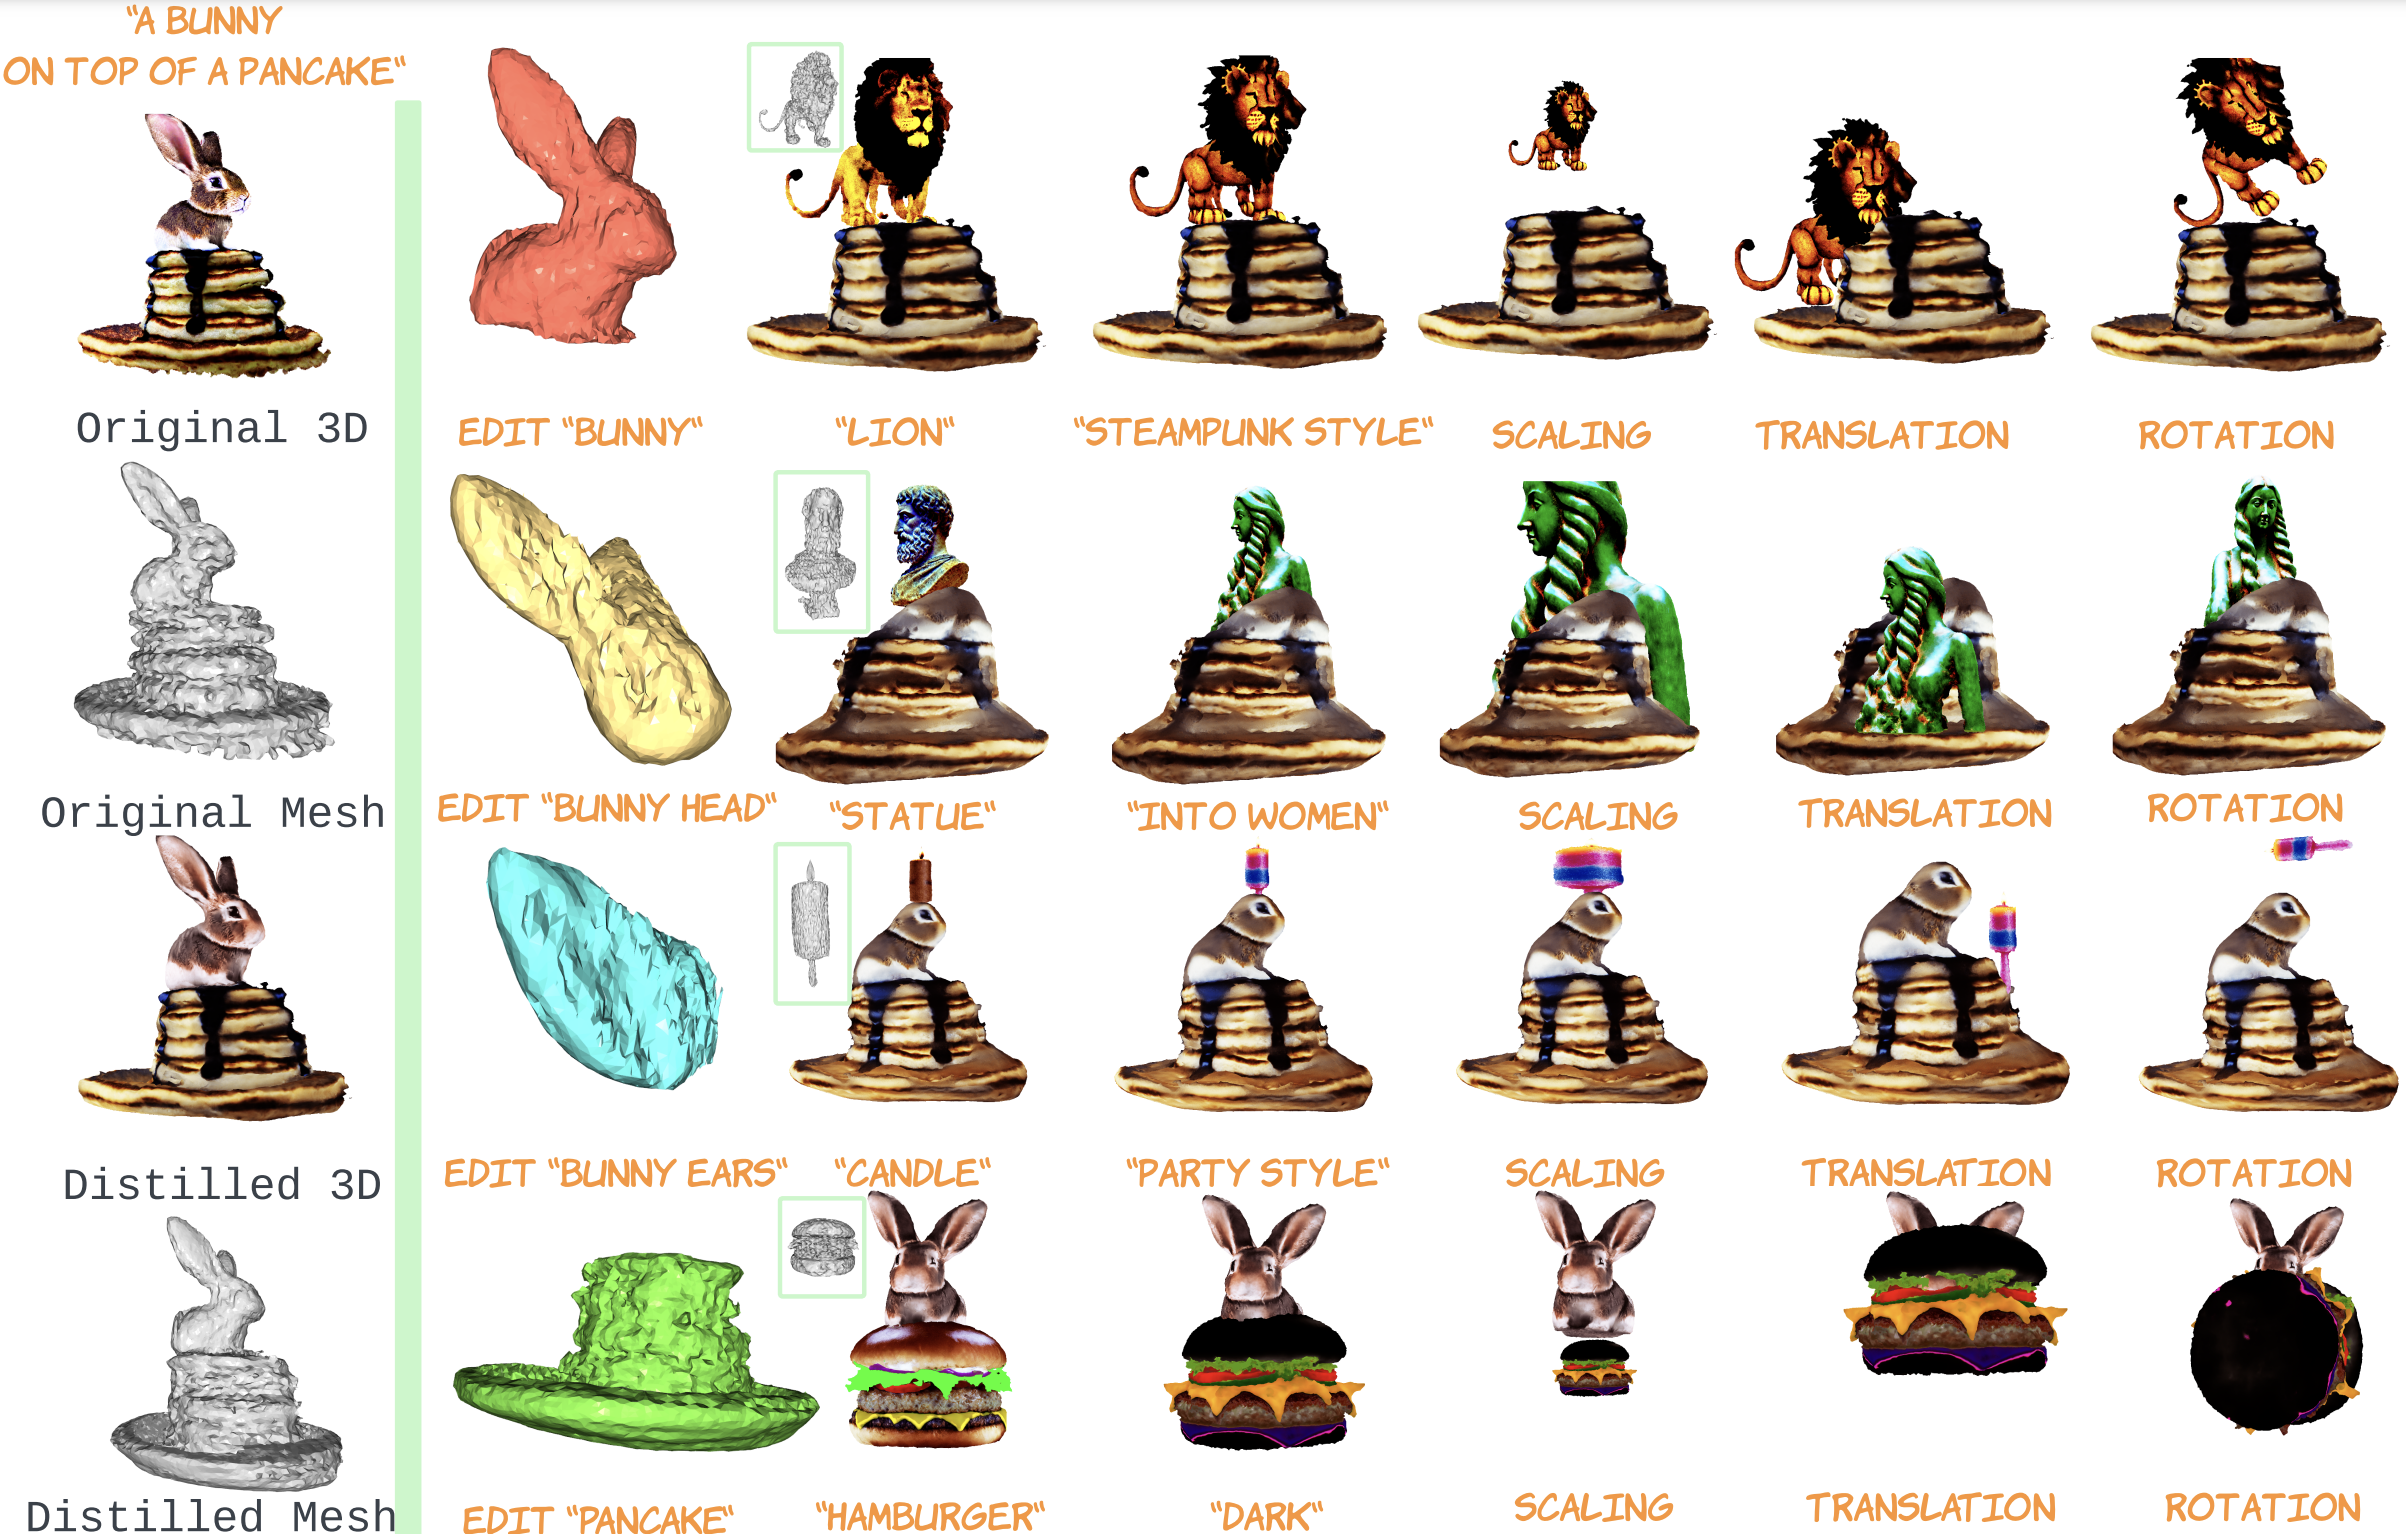 "A BUNNY
ON TOP OF A PANCAKE"
Original 3D
EDIT "BUNNY"
"LION"
"STEAMPUNK STYLE"
SCALING
TRANSLATION
ROTATION
Original Mesh
EDIT "BUNNY HEAD"
"STATUE"
"INTO WOMEN"
SCALING
TRANSLATION
ROTATION
Distilled 3D
EDIT "BUNNY EARS"
"CANDLE"
"PARTY STYLE"
SCALING
TRANSLATION
ROTATION
Distilled Mesh
EDIT "PANCAKE"
"HAMBURGER"
"DARK"
SCALING
TRANSLATION
ROTATION